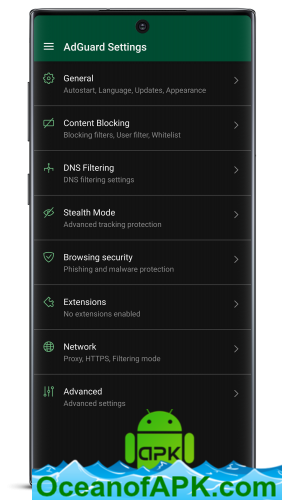 AdGuard Settings
General
Autostart, Language, Updates, Appearance
Content Blocking
Blocking filters, User filter, Whitelist
DNS Filtering
DNS filtering settings
Stealth Mode
Advanced tracking protection
Browsing security
Phishing and malware protection
Extensions
No extensions enabled
Network
Proxy, HTTPS, Filtering mode
Advanced
Advanced settings
APK
OceanofAPK.com